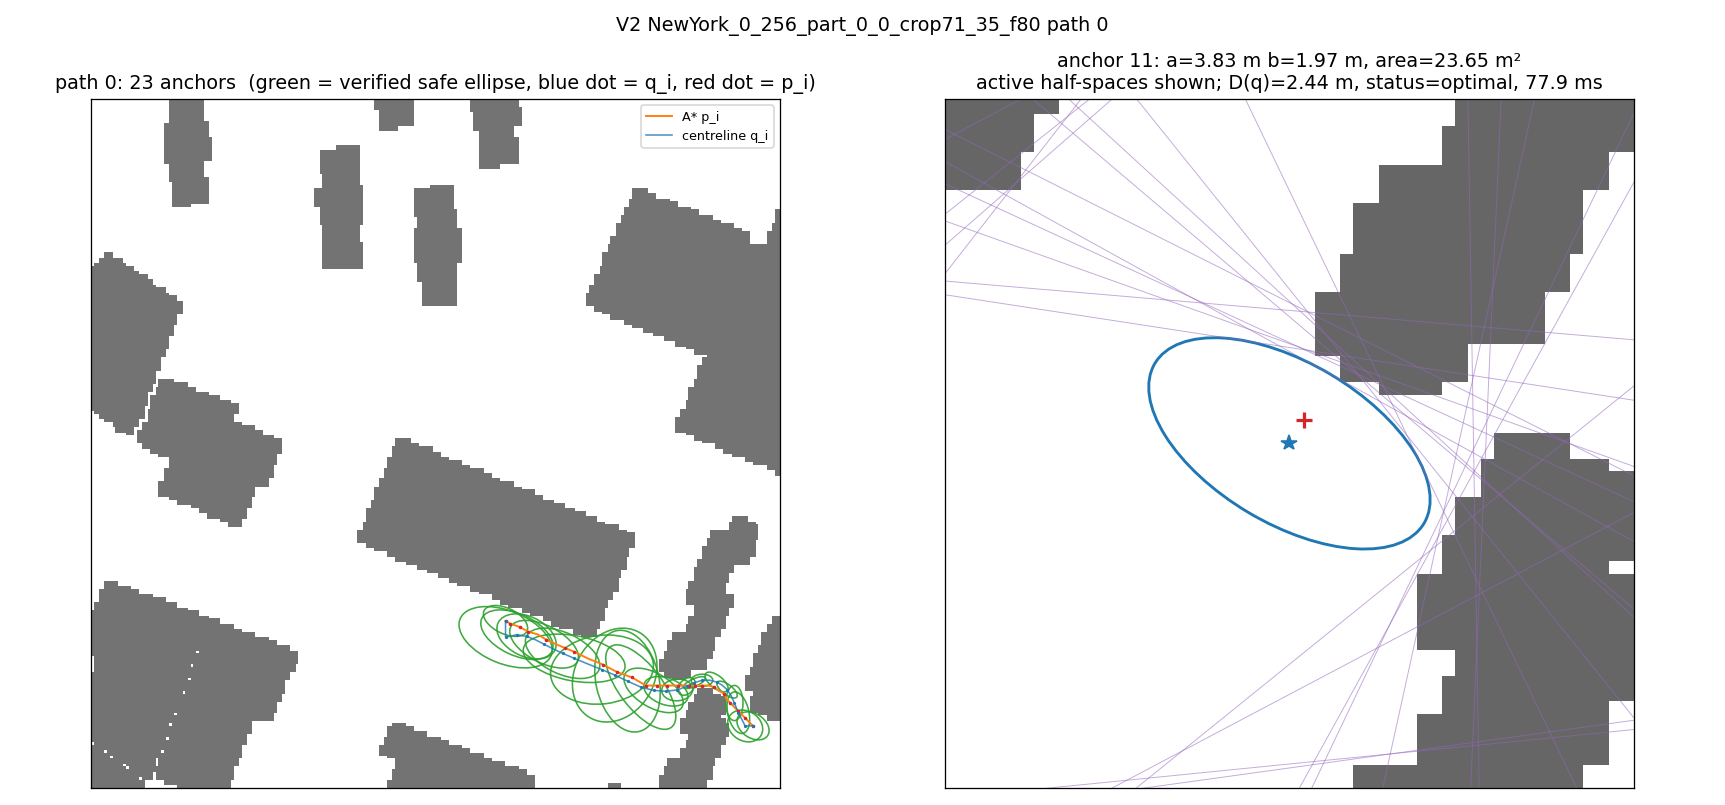 V2 NewYork_0_256_part_0_0_crop71_35_f80 path 0
path 0: 23 anchors  (green = verified safe ellipse, blue dot = q_i, red dot = p_i)
A* p_i
centreline q_i
anchor 11: a=3.83 m b=1.97 m, area=23.65 m²
active half-spaces shown; D(q)=2.44 m, status=optimal, 77.9 ms